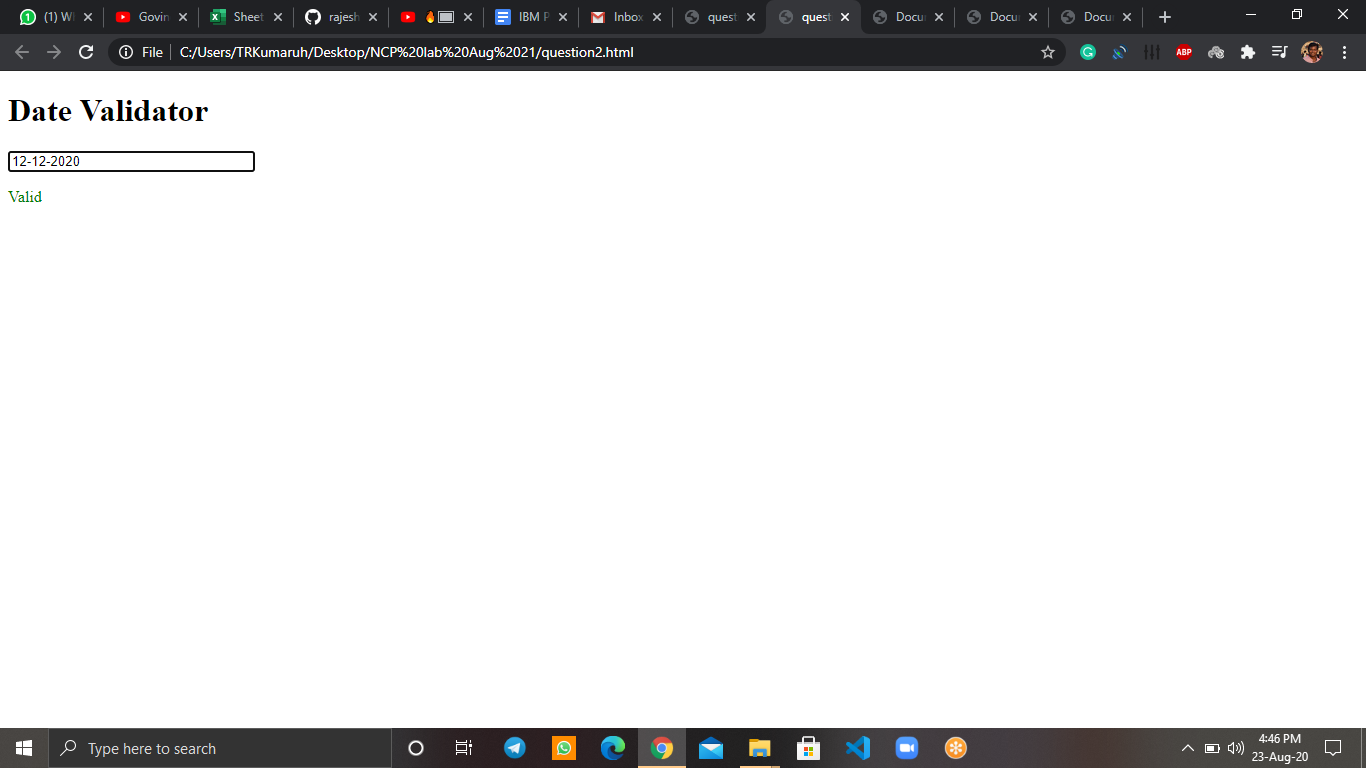 (1) W
Govin
Sheet
rajesh
IBM P
Inbox
quest
quest
Docu
Docu
Docu
File
C:/Users/TRKumaruh/Desktop/NCP%20lab%20Aug%2021/question2.html
ABP
Date Validator
12-12-2020
Valid
Type here to search
4:46 PM
23-Aug-20